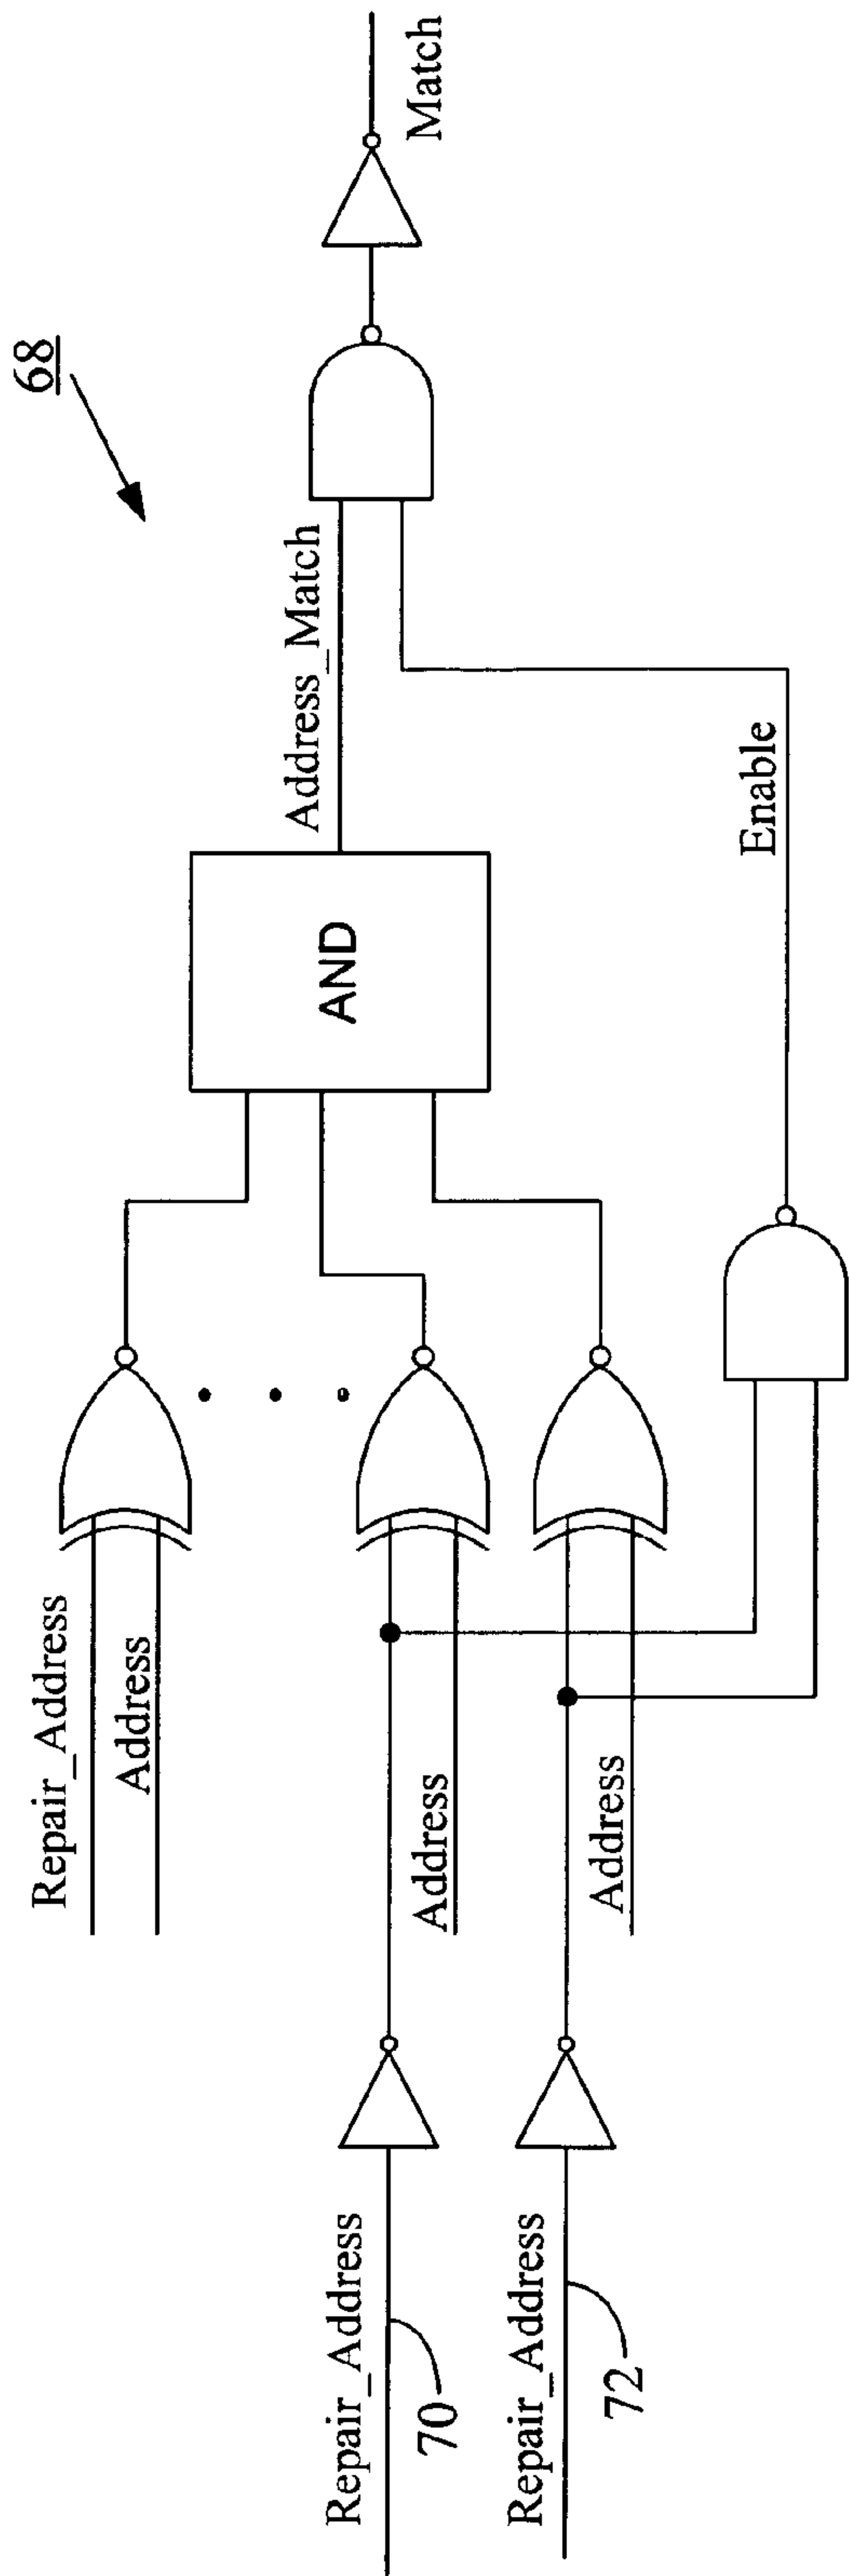 68
Repair_Address
Address
Repair_Address
70
Address
Repair_Address
72
Address
AND
Address_Match
Enable
Match